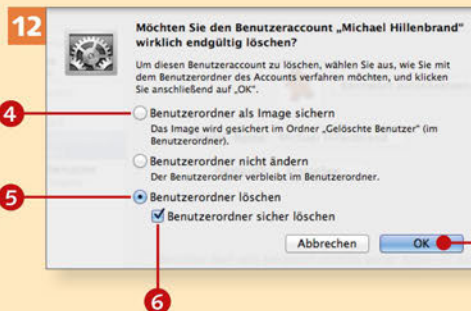 12
Möchten Sie den Benutzeraccount „Michael Hillenbrand“
wirklich endgültig löschen?
Um diesen Benutzeraccount zu löschen, wählen Sie aus, wie Sie mit
dem Benutzerordner des Accounts verfahren möchten, und klicken
Sie anschließend auf „OK“.
4
Benutzerordner als Image sichern
Das Image wird gesichert im Ordner „Gelöschte Benutzer“ (im
Benutzerordner).
Benutzerordner nicht ändern
Der Benutzerordner verbleibt im Benutzerordner.
5
Benutzerordner löschen
Benutzerordner sicher löschen
Abbrechen
OK
6